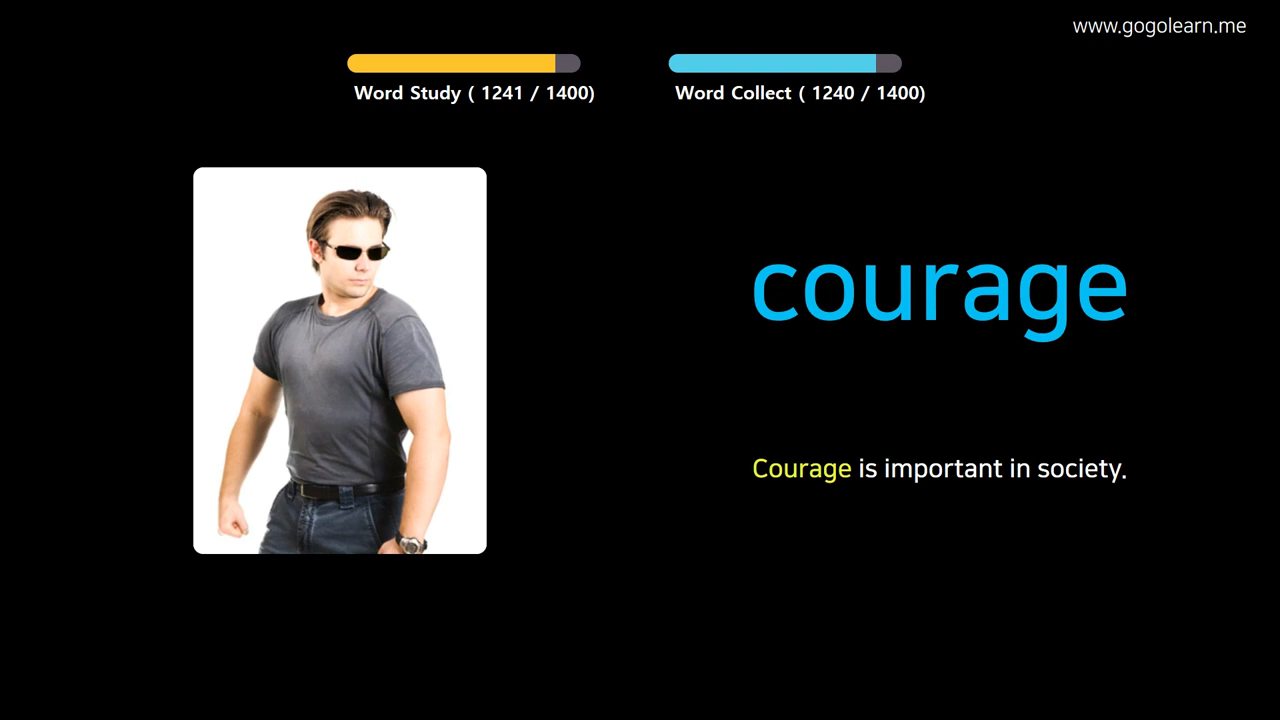 www.gogolearn.me
Word Study ( 1241 / 1400)
Word Collect ( 1240 / 1400)
courage
Courage is important in society.